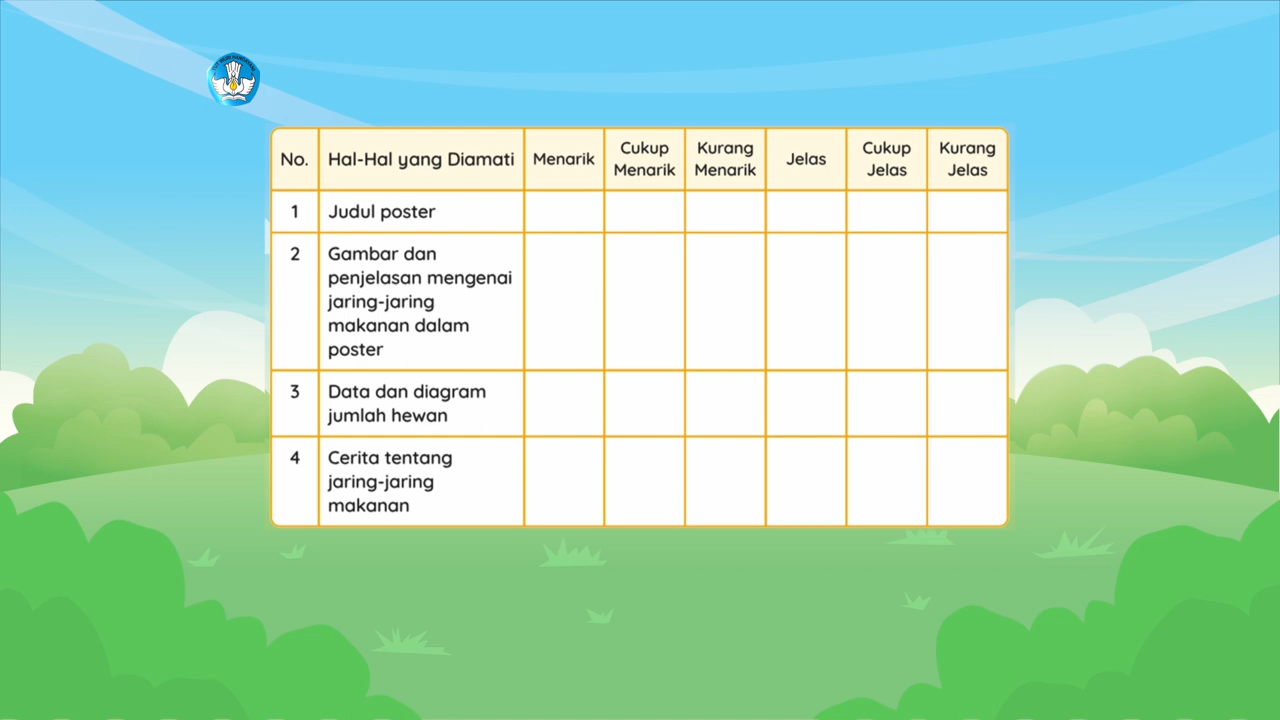 No.
Hal-Hal yang Diamati
Menarik
Cukup
Menarik
Kurang
Menarik
Jelas
Cukup
Jelas
Kurang
Jelas
1
Judul poster
2
Gambar dan
penjelasan mengenai
jaring-jaring
makanan dalam
poster
3
Data dan diagram
jumlah hewan
4
Cerita tentang
jaring-jaring
makanan